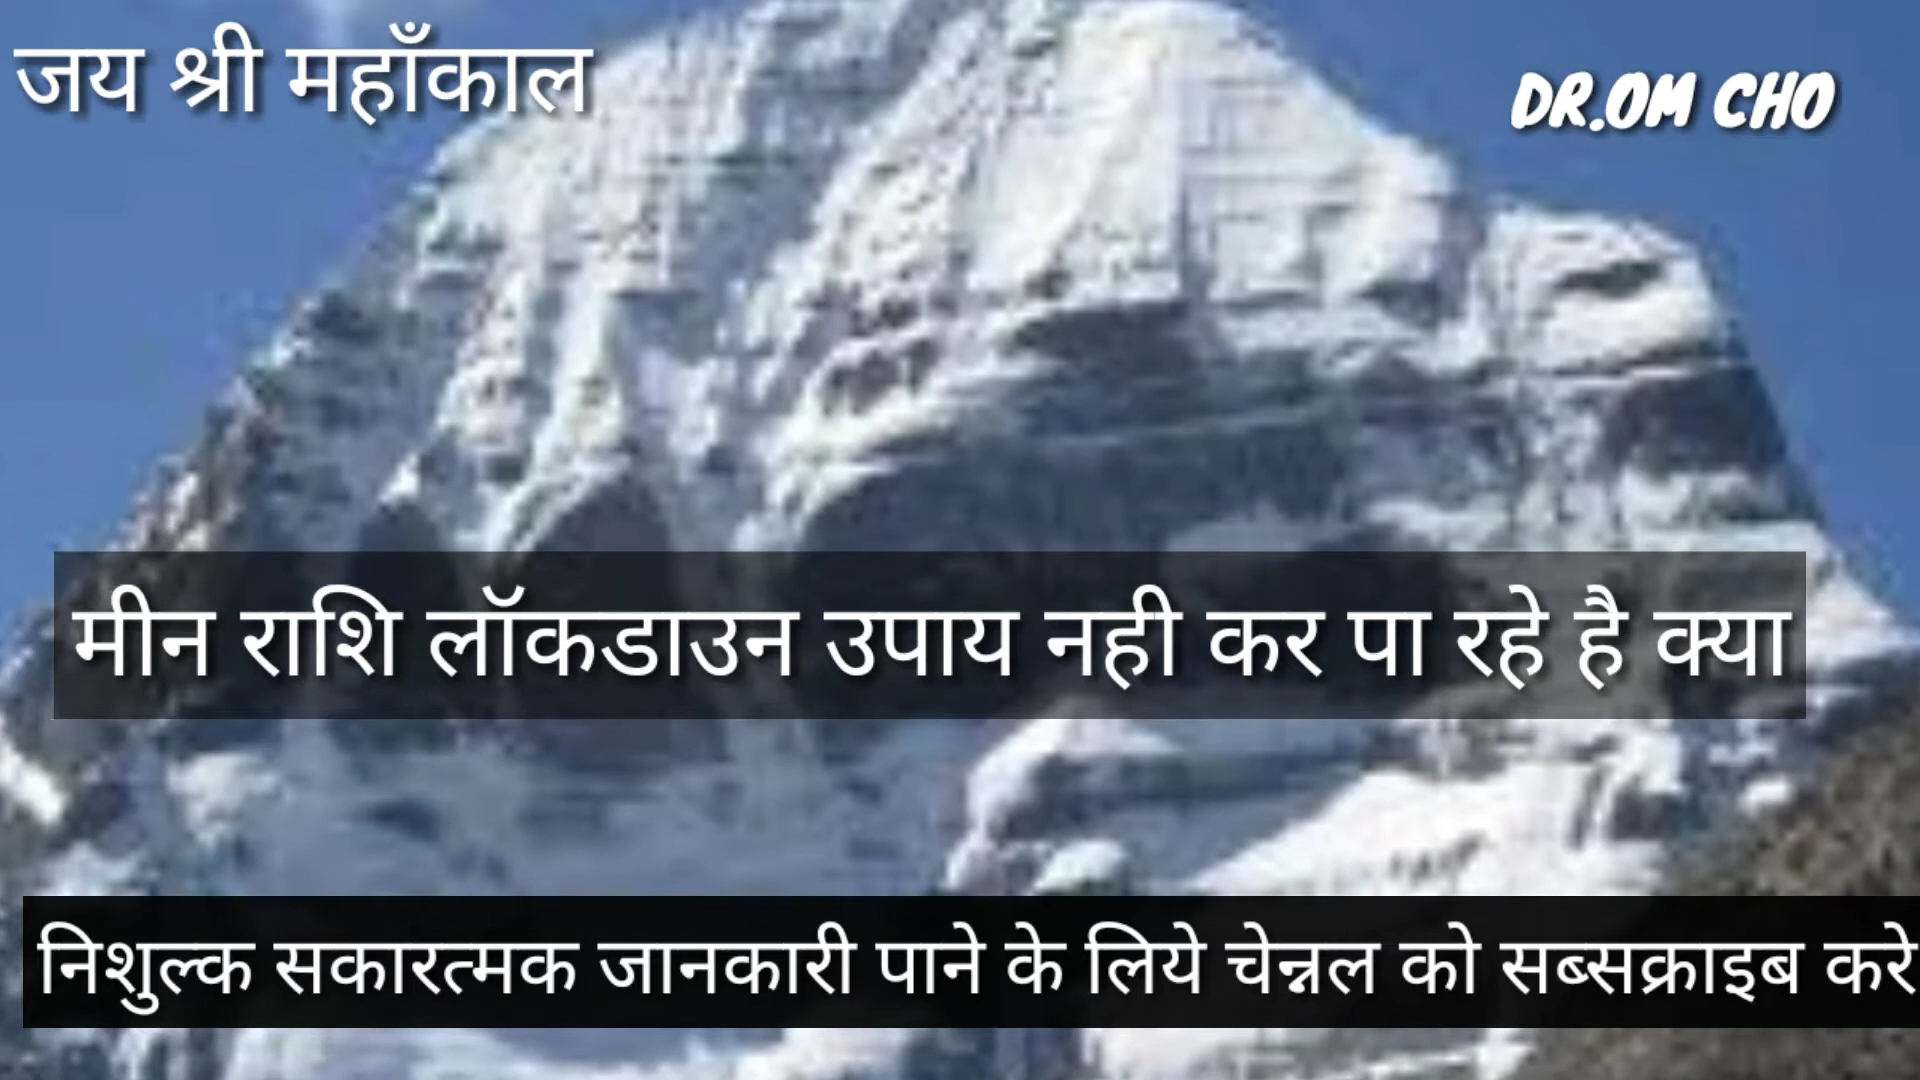 जय श्री महाँकाल
DR.OM CHO
मीन राशि लॉकडाउन उपाय नही कर पा रहे है क्या
निशुल्क सकारत्मक जानकारी पाने के लिये चेन्नल को सब्सक्राइब करे